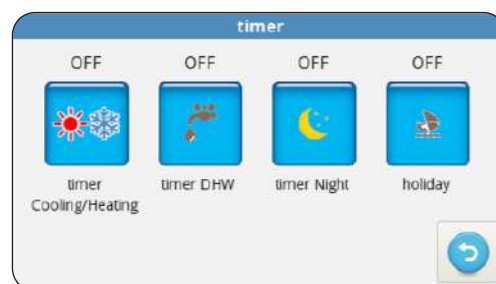 timer
OFF OFF OFF OFF
timer Cooling/Heating
timer DHW
timer Night
holiday